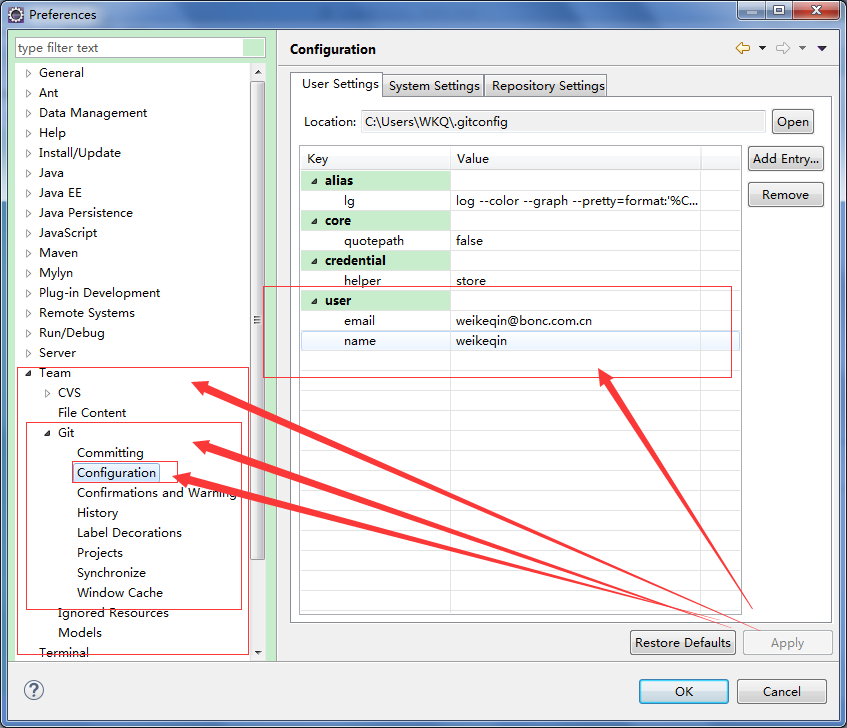 Preferences
type filter text
General
Ant
Data Management
Help
Install/Update
Java
Java EE
Java Persistence
JavaScript
Maven
Mylyn
Plug-in Development
Remote Systems
Run/Debug
Server
Team
CVS
File Content
Git
Committing
Configuration
Confirmations and Warning
History
Label Decorations
Projects
Synchronize
Window Cache
Ignored Resources
Models
Terminal
Configuration
User Settings System Settings Repository Settings
Location: C:\Users\WKQ\.gitconfig Open
Key Value Add Entry...
alias
lg log --color --graph --pretty=format:'%C... Remove
core
quotepath false
credential
helper store
user
email weikeqin@bonc.com.cn
name weikeqin
Restore Defaults Apply
? OK Cancel